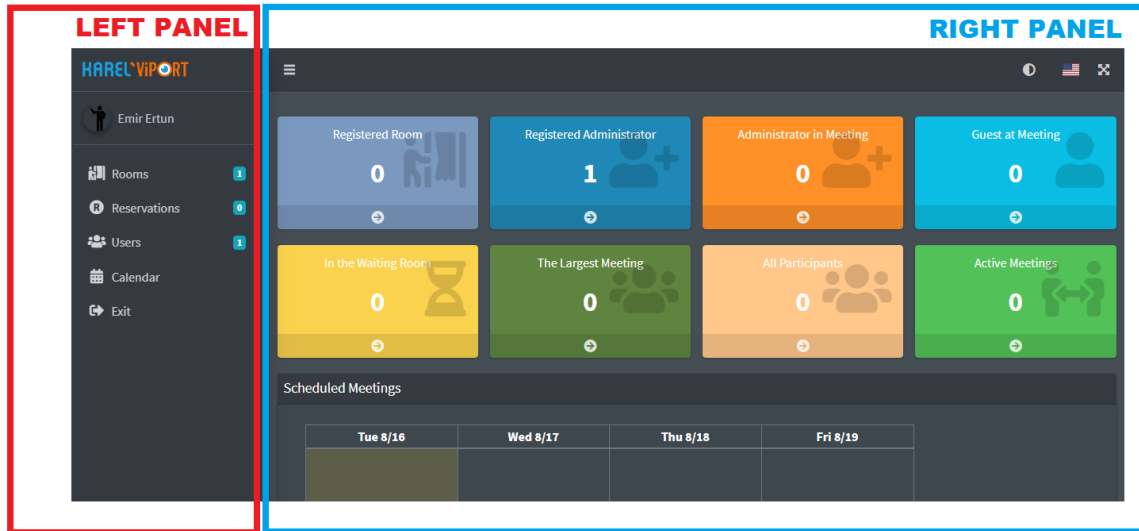 LEFT PANEL
RIGHT PANEL
KAREL ViPORT
Emir Ertun
Rooms 1
Reservations 0
Users 1
Calendar
Exit
Registered Room
0
Registered Administrator
1
Administrator in Meeting
0
Guest at Meeting
0
In the Waiting Room
0
The Largest Meeting
0
All Participants
0
Active Meetings
0
Scheduled Meetings
Tue 8/16 Wed 8/17 Thu 8/18 Fri 8/19